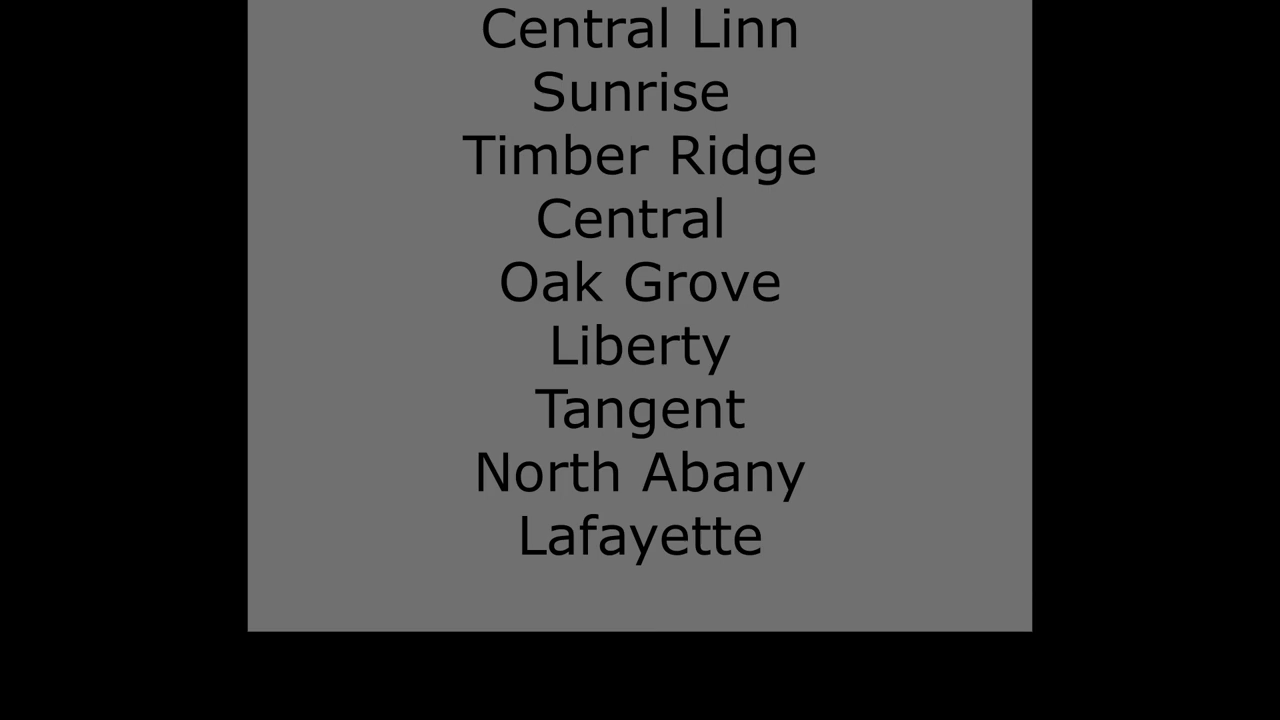 Central Linn
Sunrise
Timber Ridge
Central
Oak Grove
Liberty
Tangent
North Abany
Lafayette